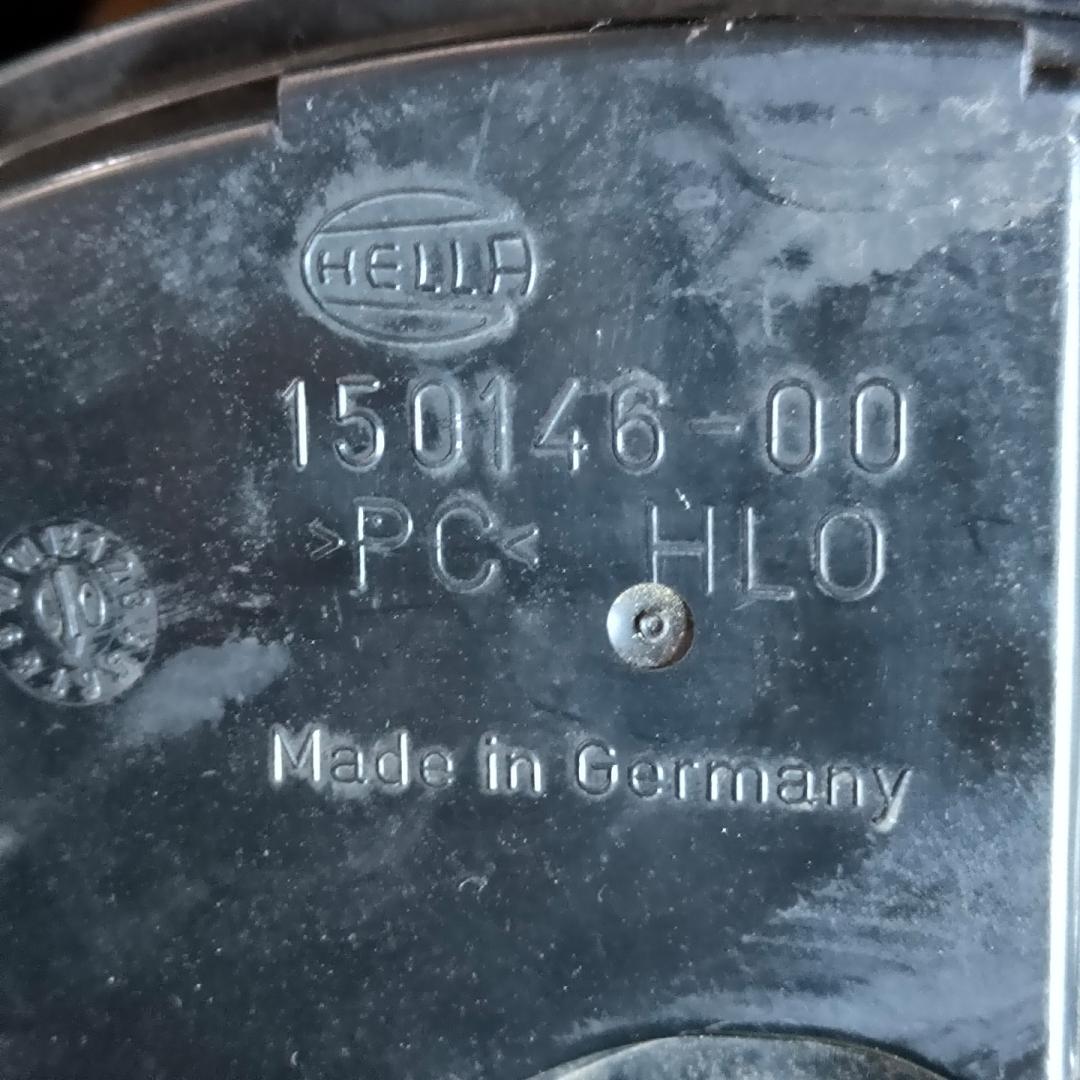 HELLA
150146-00
>PC< HLO
Made in Germany